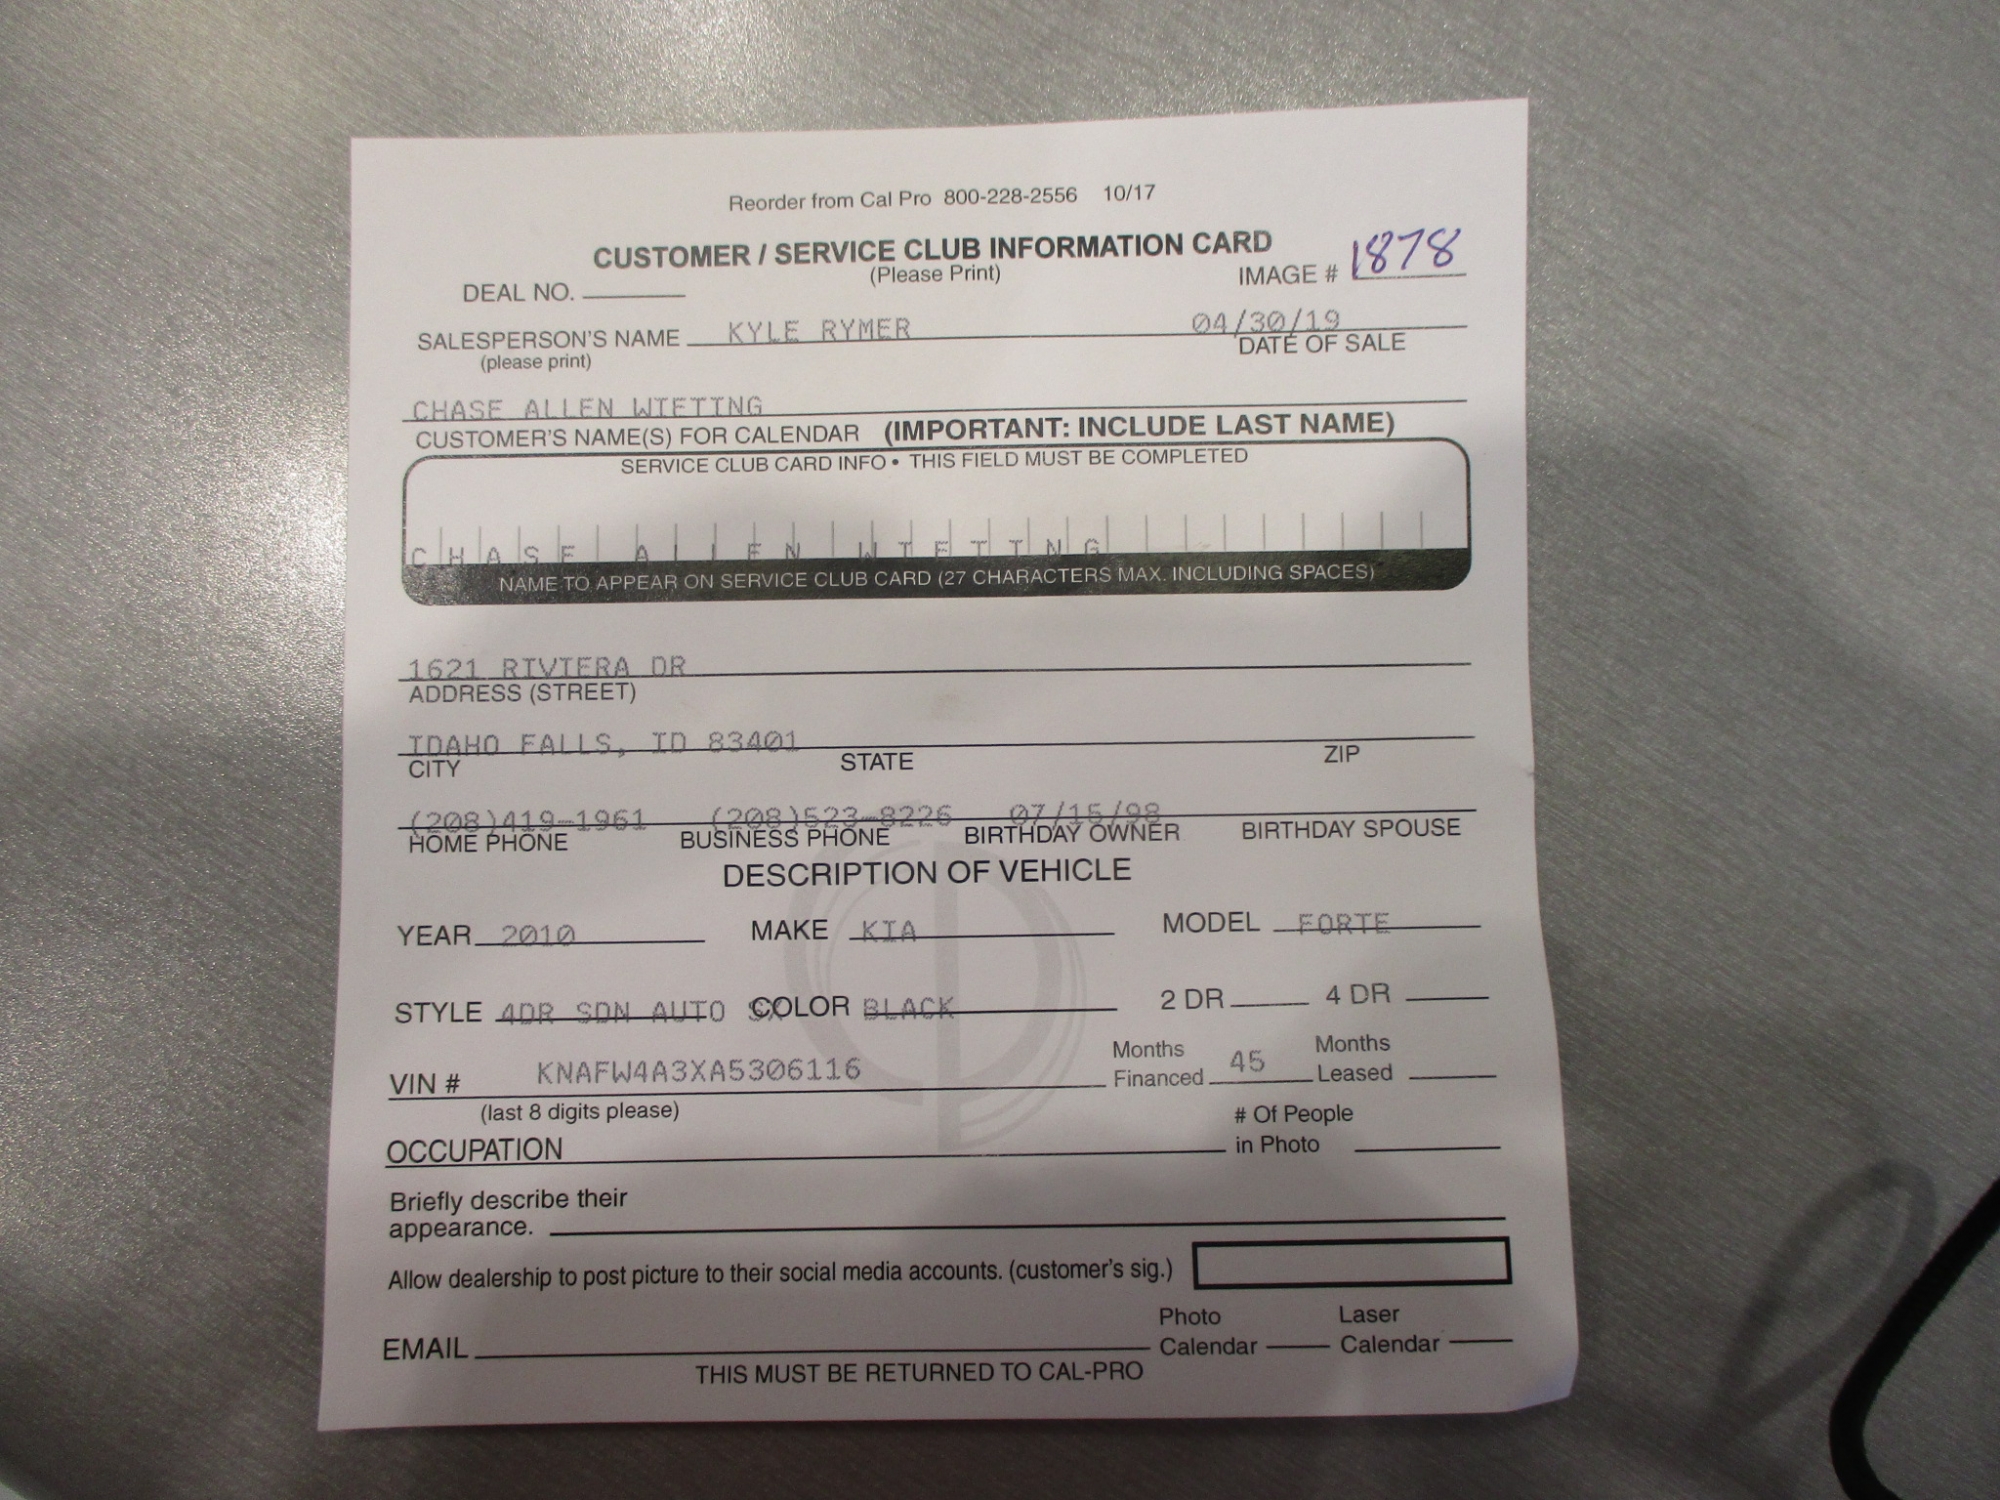 Reorder from Cal Pro 800-228-2556 10/17
CUSTOMER / SERVICE CLUB INFORMATION CARD
(Please Print)
IMAGE # 1878
DEAL NO.
SALESPERSON'S NAME KYLE RYMER 04/30/19
(please print) DATE OF SALE
CHASE ALLEN WIETING
CUSTOMER'S NAME(S) FOR CALENDAR (IMPORTANT: INCLUDE LAST NAME)
SERVICE CLUB CARD INFO • THIS FIELD MUST BE COMPLETED
CHASE ALLEN WIETING
NAME TO APPEAR ON SERVICE CLUB CARD (27 CHARACTERS MAX. INCLUDING SPACES)
1621 RIVIERA DR
ADDRESS (STREET)
IDAHO FALLS, ID 83401
CITY STATE ZIP
(208)419-1961 (208)523-8226 07/15/98
HOME PHONE BUSINESS PHONE BIRTHDAY OWNER BIRTHDAY SPOUSE
DESCRIPTION OF VEHICLE
YEAR 2010 MAKE KIA MODEL FORTE
STYLE 4DR SDN AUTO SX COLOR BLACK 2 DR 4 DR
VIN # KNAFW4A3XA5306116 Months Financed 45 Months Leased
(last 8 digits please)
OCCUPATION # Of People in Photo
Briefly describe their
appearance.
Allow dealership to post picture to their social media accounts. (customer's sig.)
EMAIL Photo Calendar Laser Calendar
THIS MUST BE RETURNED TO CAL-PRO